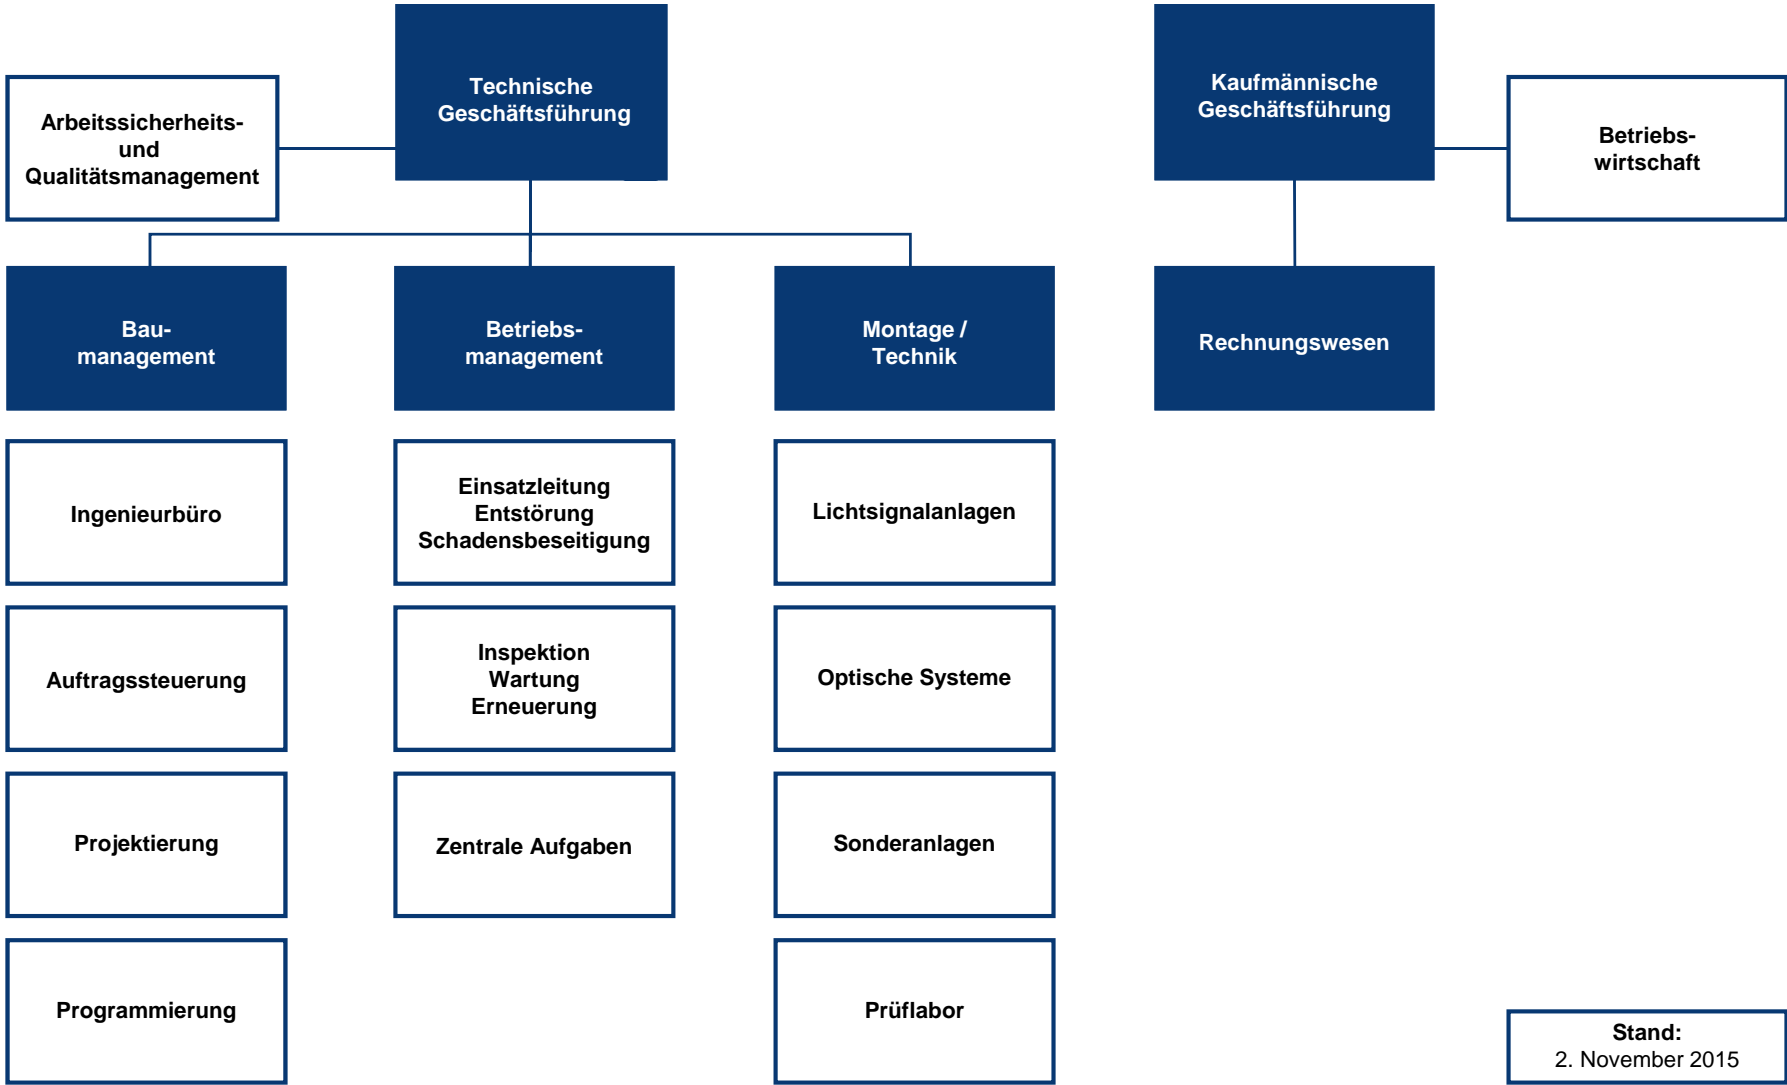 Technische
Geschäftsführung
Kaufmännische
Geschäftsführung
Arbeitssicherheits-
und
Qualitätsmanagement
Betriebs-
wirtschaft
Bau-
management
Betriebs-
management
Montage /
Technik
Rechnungswesen
Ingenieurbüro
Einsatzleitung
Entstörung
Schadensbeseitigung
Lichtsignalanlagen
Auftragssteuerung
Inspektion
Wartung
Erneuerung
Optische Systeme
Projektierung
Zentrale Aufgaben
Sonderanlagen
Programmierung
Prüflabor
Stand:
2. November 2015